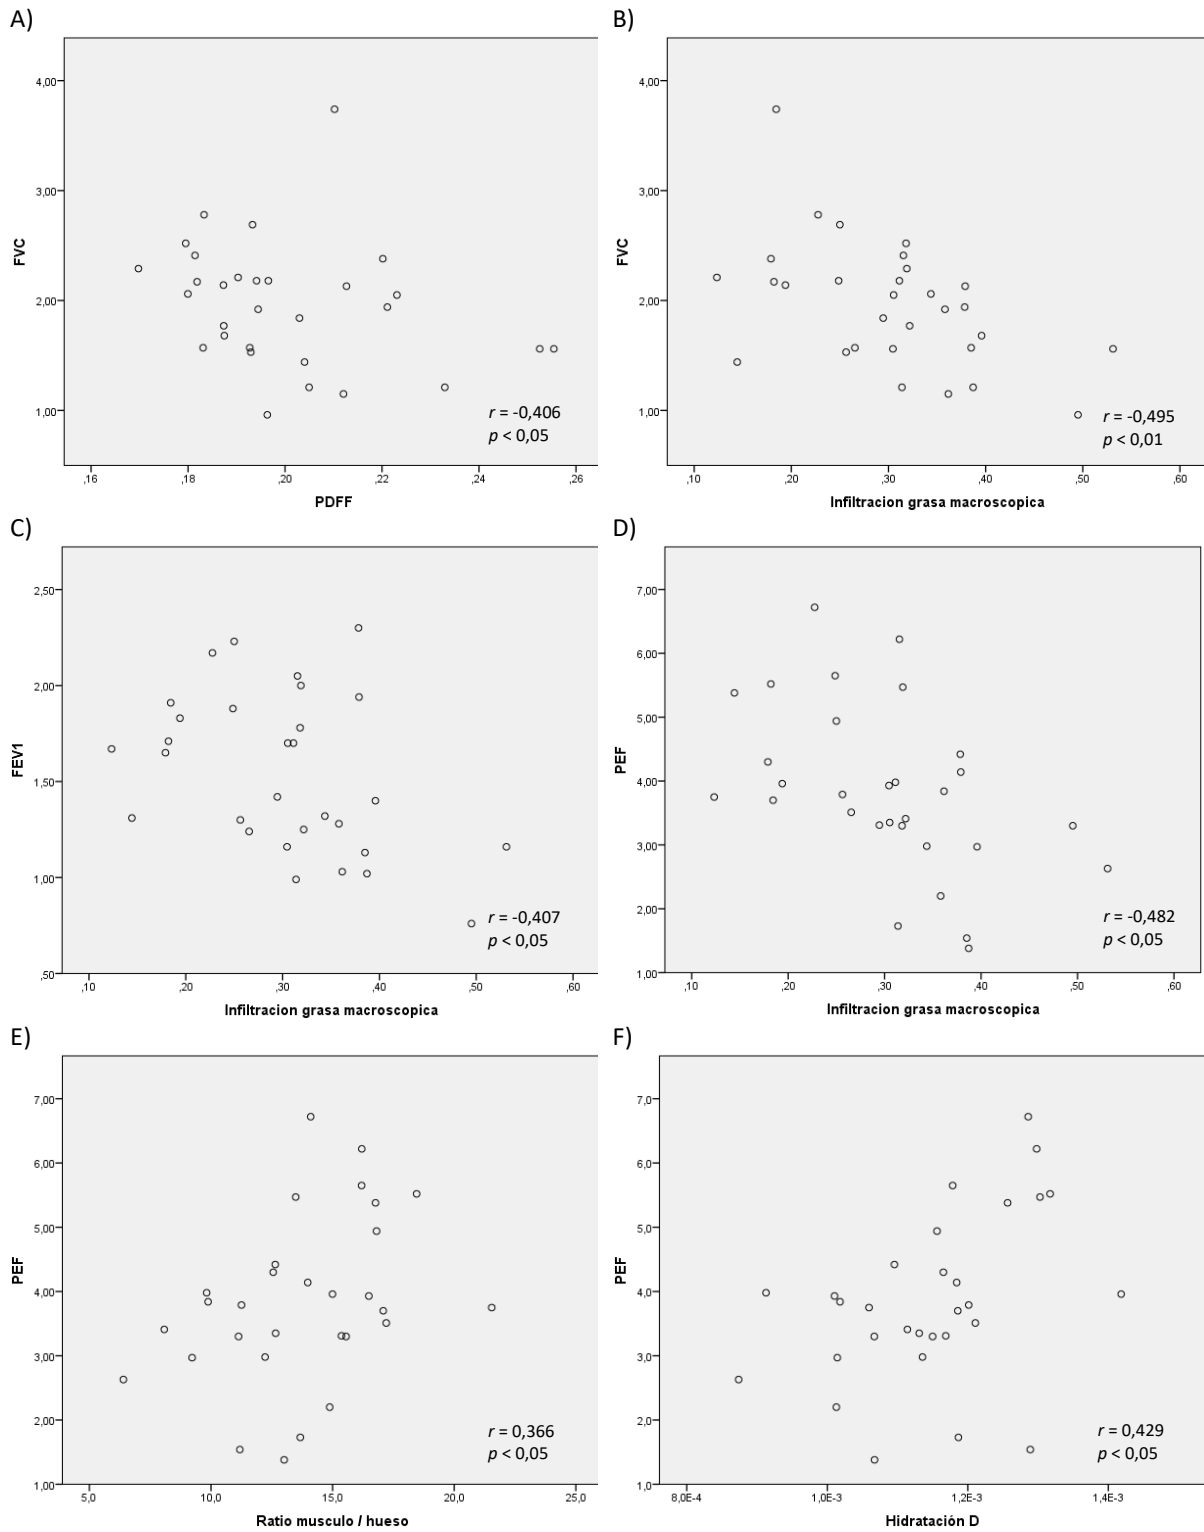 A)
4,00
3,00
2,00
1,00
FVC
,16
,18
,20
,22
,24
,26
PDFF
r = -0,406
p < 0,05
B)
4,00
3,00
2,00
1,00
FVC
,10
,20
,30
,40
,50
,60
Infiltracion grasa macroscopica
r = -0,495
p < 0,01
C)
2,50
2,00
1,50
1,00
,50
FEV1
,10
,20
,30
,40
,50
,60
Infiltracion grasa macroscopica
r = -0,407
p < 0,05
D)
7,00
6,00
5,00
4,00
3,00
2,00
1,00
PEF
,10
,20
,30
,40
,50
,60
Infiltracion grasa macroscopica
r = -0,482
p < 0,05
E)
7,00
6,00
5,00
4,00
3,00
2,00
1,00
PEF
5,0
10,0
15,0
20,0
25,0
Ratio musculo / hueso
r = 0,366
p < 0,05
F)
7,0
6,0
5,0
4,0
3,0
2,0
1,0
PEF
8,0E-4
1,0E-3
1,2E-3
1,4E-3
Hidratación D
r = 0,429
p < 0,05